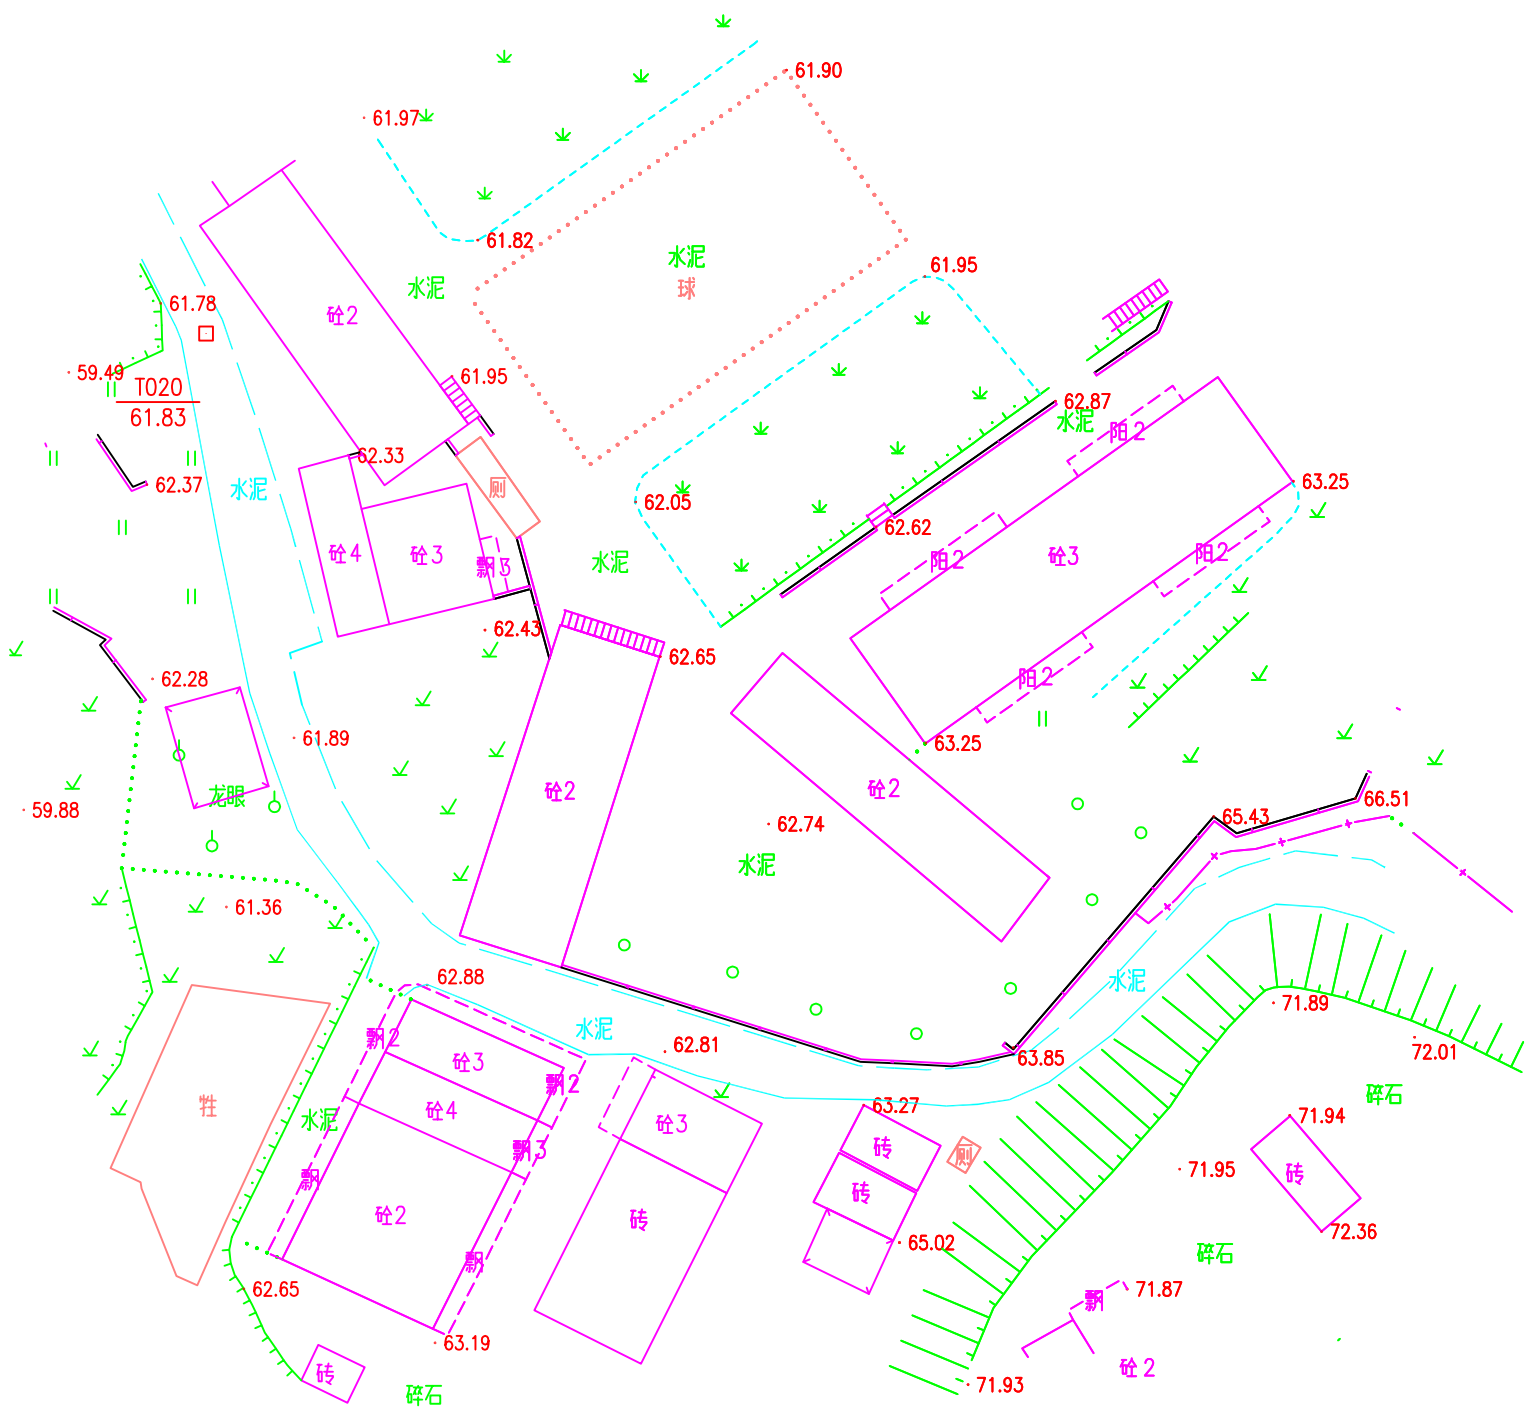 61.90
61.97
61.82
水泥
球
61.95
水泥
61.78
砼2
59.49
T020
61.83
61.95
62.87
水泥
阳2
62.33
62.37
水泥
厕
63.25
62.05
62.62
砼4
砼3
飘3
水泥
阳2
砼3
阳2
62.43
62.65
62.28
阳2
61.89
63.25
龙眼
59.88
砼2
砼2
62.74
65.43
66.51
水泥
61.36
62.88
水泥
71.89
飘2
水泥
62.81
63.85
72.01
砼3
飘2
碎石
牲
水泥
砼4
砼3
63.27
71.94
飘3
砖
厕
飘
砖
71.95
砖
砼2
砖
72.36
飘
65.02
碎石
62.65
飘
71.87
63.19
砖
碎石
71.93
砼2